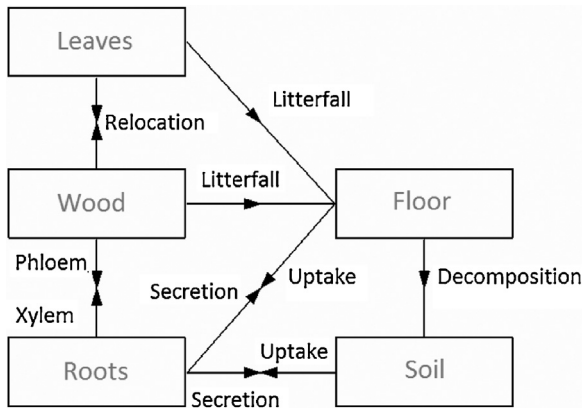 Leaves
Litterfall
Relocation
Litterfall
Wood
Floor
Phloem
Uptake
Decomposition
Secretion
Xylem
Uptake
Roots
Soil
Secretion